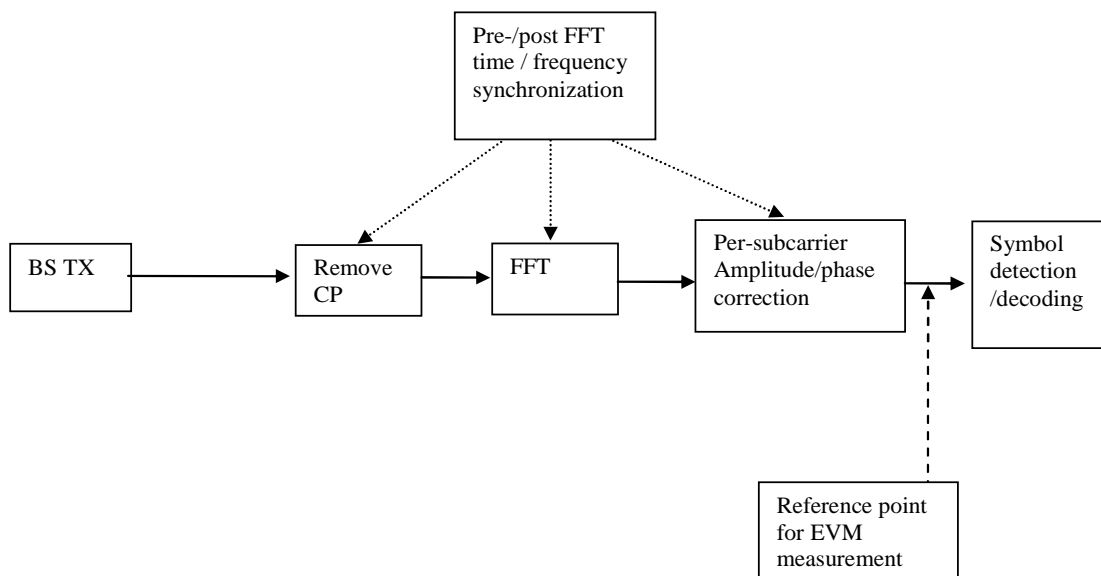 Pre-/post FFT
time / frequency
synchronization
BS TX
Remove
CP
FFT
Per-subcarrier
Amplitude/phase
correction
Symbol
detection
/decoding
Reference point
for EVM
measurement